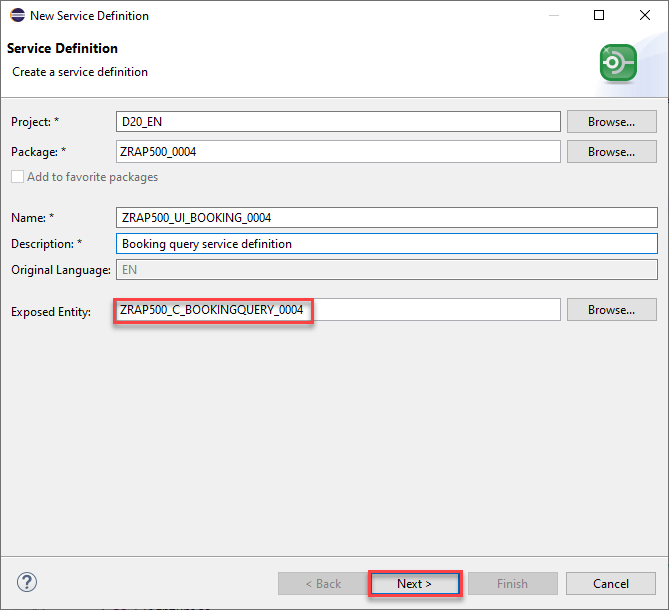 New Service Definition
Service Definition
Create a service definition
Project: * D20_EN Browse...
Package: * ZRAP500_0004 Browse...
Add to favorite packages
Name: * ZRAP500_UI_BOOKING_0004
Description: * Booking query service definition
Original Language: EN
Exposed Entity: ZRAP500_C_BOOKINGQUERY_0004 Browse...
? < Back Next > Finish Cancel